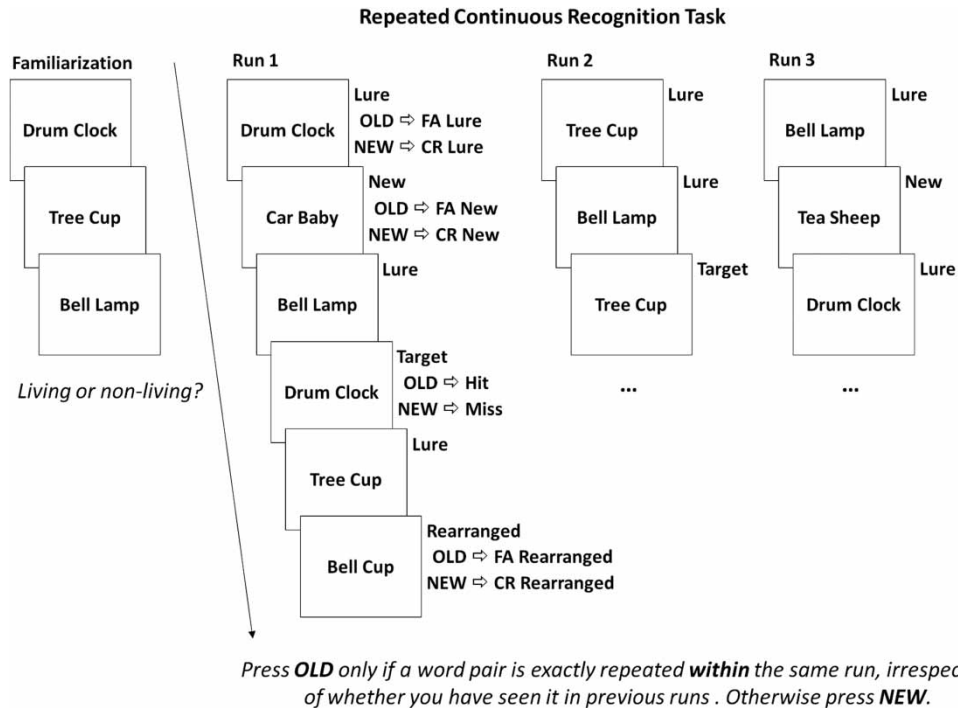 Repeated Continuous Recognition Task
Familiarization
Drum Clock
Tree Cup
Bell Lamp
Living or non-living?
Run 1
Lure
Drum Clock
OLD ⇨ FA Lure
NEW ⇨ CR Lure
New
Car Baby
OLD ⇨ FA New
NEW ⇨ CR New
Lure
Bell Lamp
Target
Drum Clock
OLD ⇨ Hit
NEW ⇨ Miss
Lure
Tree Cup
Rearranged
Bell Cup
OLD ⇨ FA Rearranged
NEW ⇨ CR Rearranged
Run 2
Lure
Tree Cup
Lure
Bell Lamp
Target
Tree Cup
...
Run 3
Lure
Bell Lamp
New
Tea Sheep
Lure
Drum Clock
...
Press OLD only if a word pair is exactly repeated within the same run, irrespec
of whether you have seen it in previous runs . Otherwise press NEW.